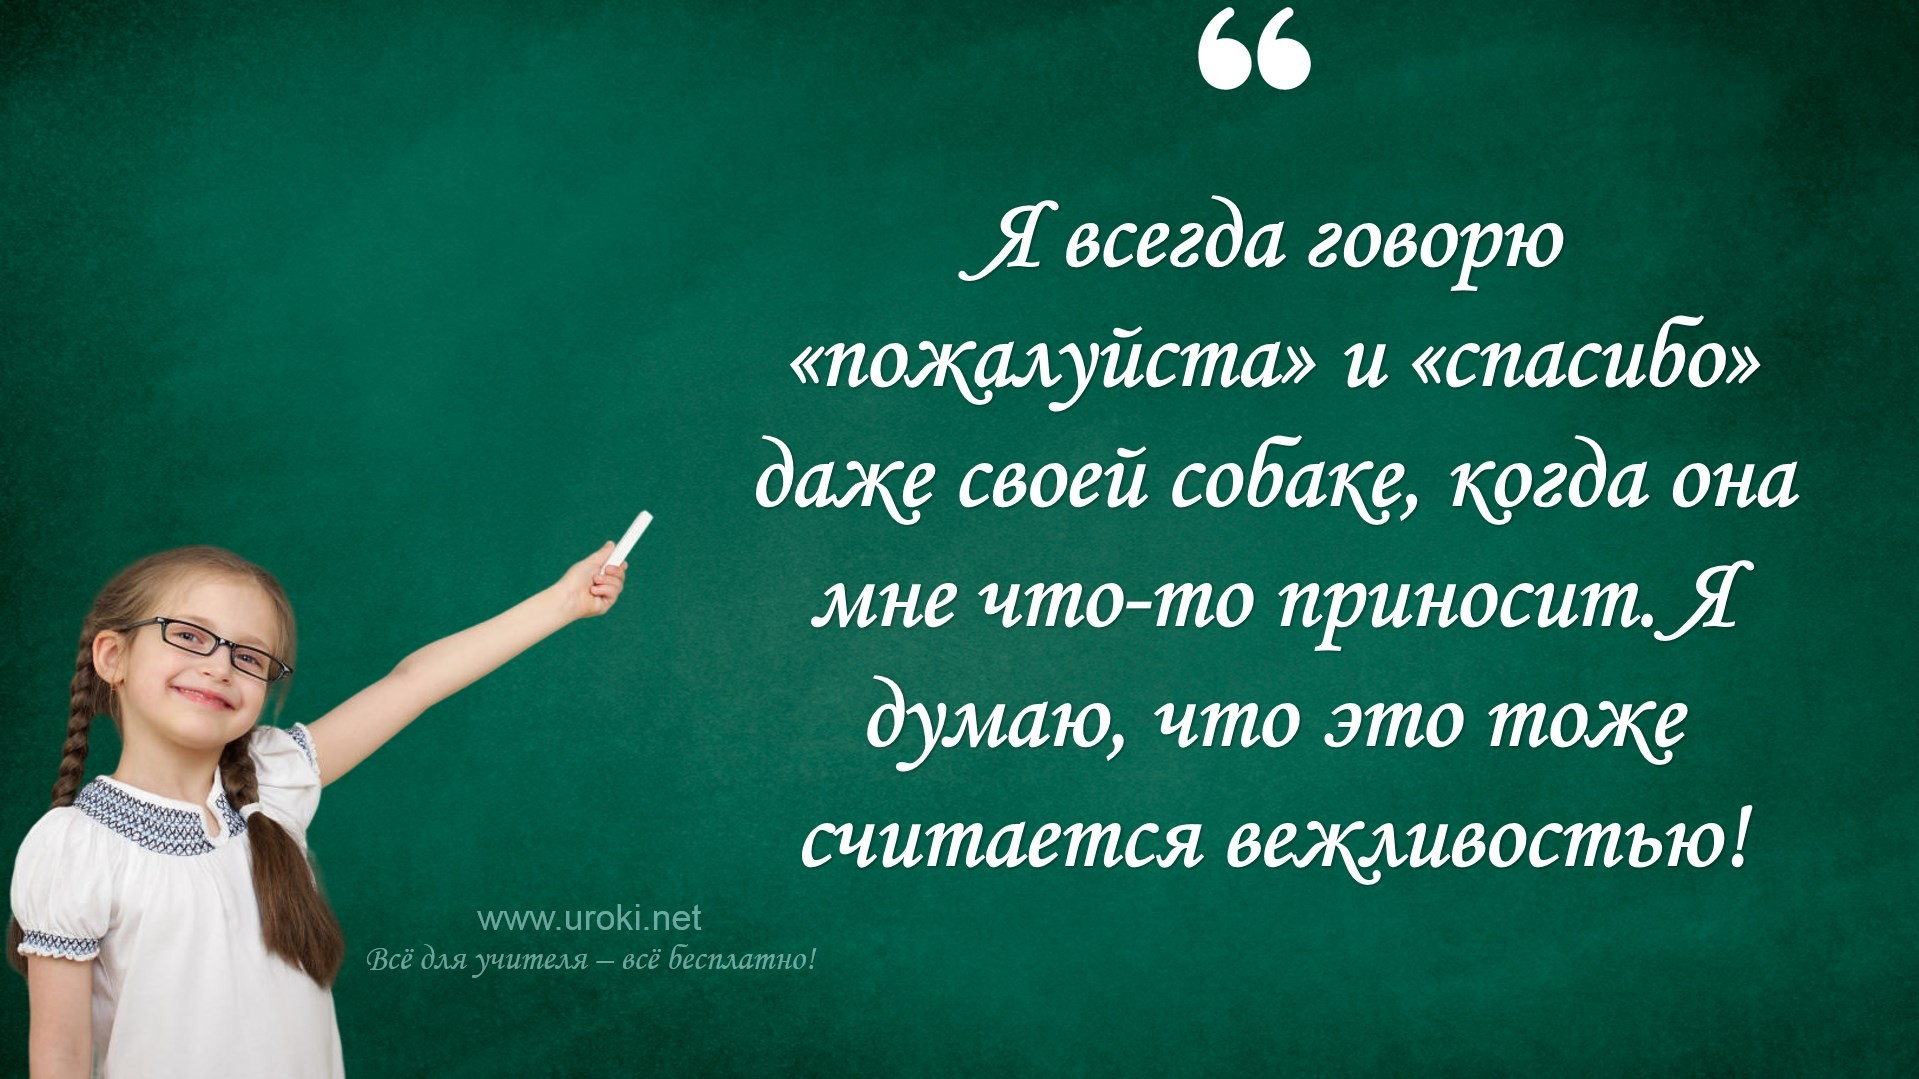 “
Я всегда говорю
«пожалуйста» и «спасибо»
даже своей собаке, когда она
мне что-то приносит. Я
думаю, что это тоже
считается вежливостью!
www.uroki.net
Всё для учителя – всё бесплатно!